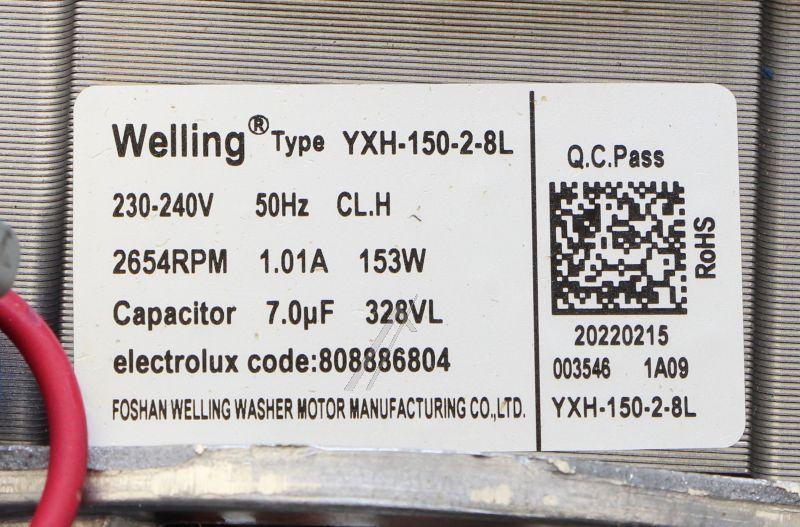 Welling® Type YXH-150-2-8L
230-240V 50Hz CL.H
2654RPM 1.01A 153W
Capacitor 7.0µF 328VL
electrolux code:808886804
FOSHAN WELLING WASHER MOTOR MANUFACTURING CO.,LTD.
Q.C.Pass
RoHS
20220215
003546 1A09
YXH-150-2-8L